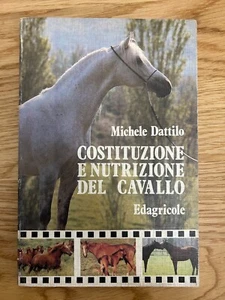 Michele Dattilo
COSTITUZIONE
E NUTRIZIONE
DEL CAVALLO
Edagricole